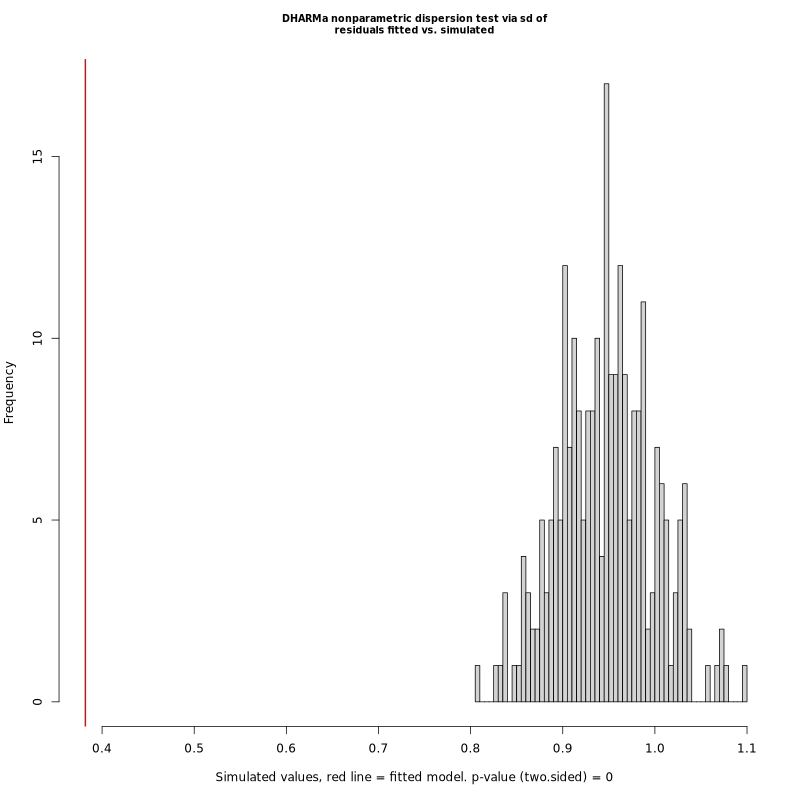 DHARMa nonparametric dispersion test via sd of
residuals fitted vs. simulated
Frequency
15
10
5
0
0.4 0.5 0.6 0.7 0.8 0.9 1.0 1.1
Simulated values, red line = fitted model. p-value (two.sided) = 0